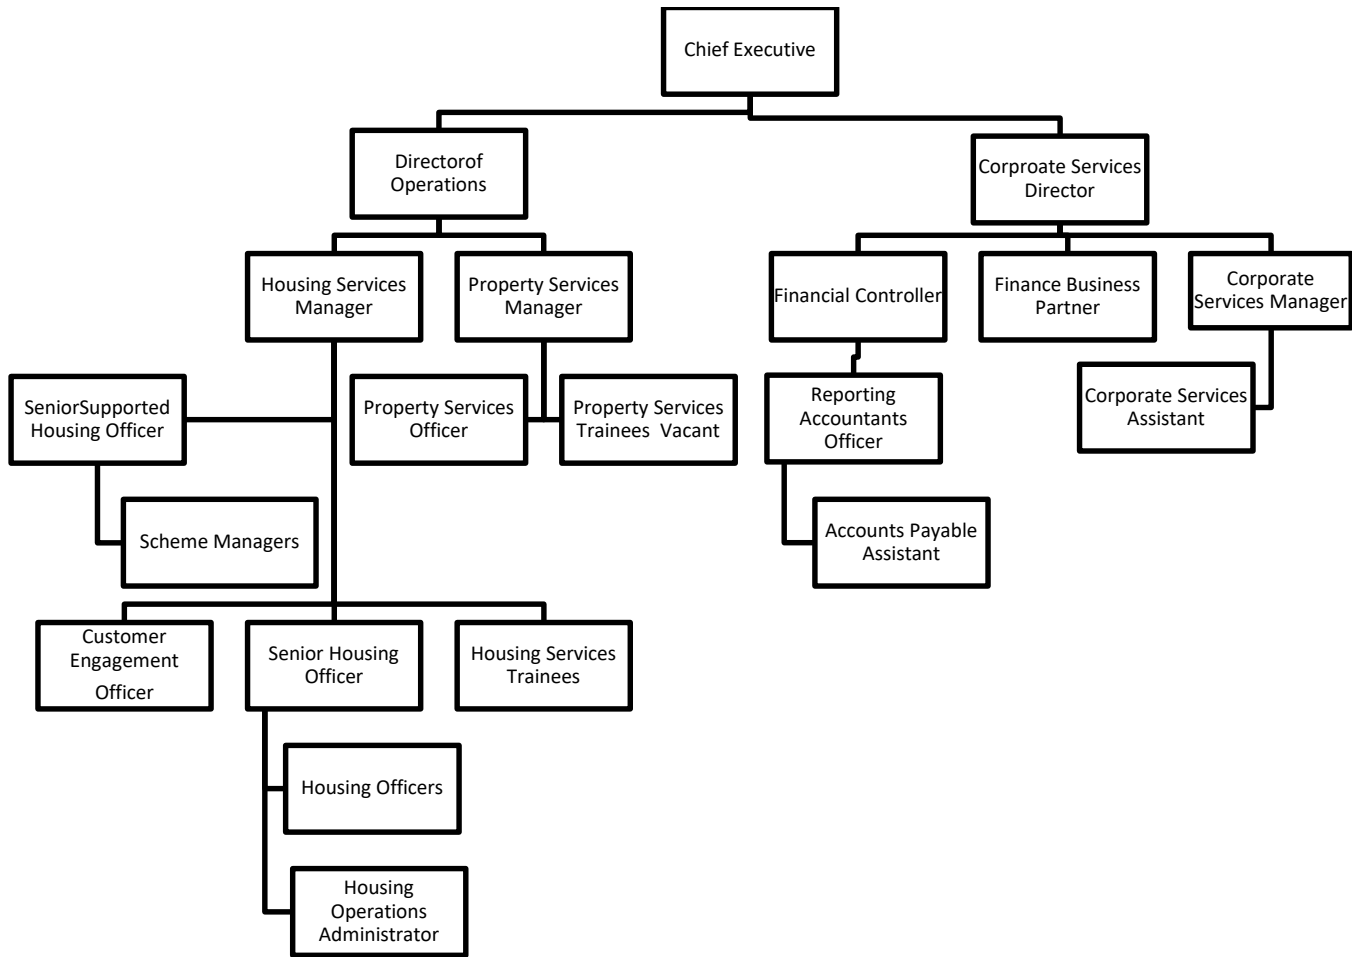 Chief Executive
Directorof
Operations
Corproate Services
Director
Housing Services
Manager
Property Services
Manager
Financial Controller
Finance Business
Partner
Corporate
Services Manager
SeniorSupported
Housing Officer
Property Services
Officer
Property Services
Trainees  Vacant
Reporting
Accountants
Officer
Corporate Services
Assistant
Scheme Managers
Accounts Payable
Assistant
Customer
Engagement
Officer
Senior Housing
Officer
Housing Services
Trainees
Housing Officers
Housing
Operations
Administrator